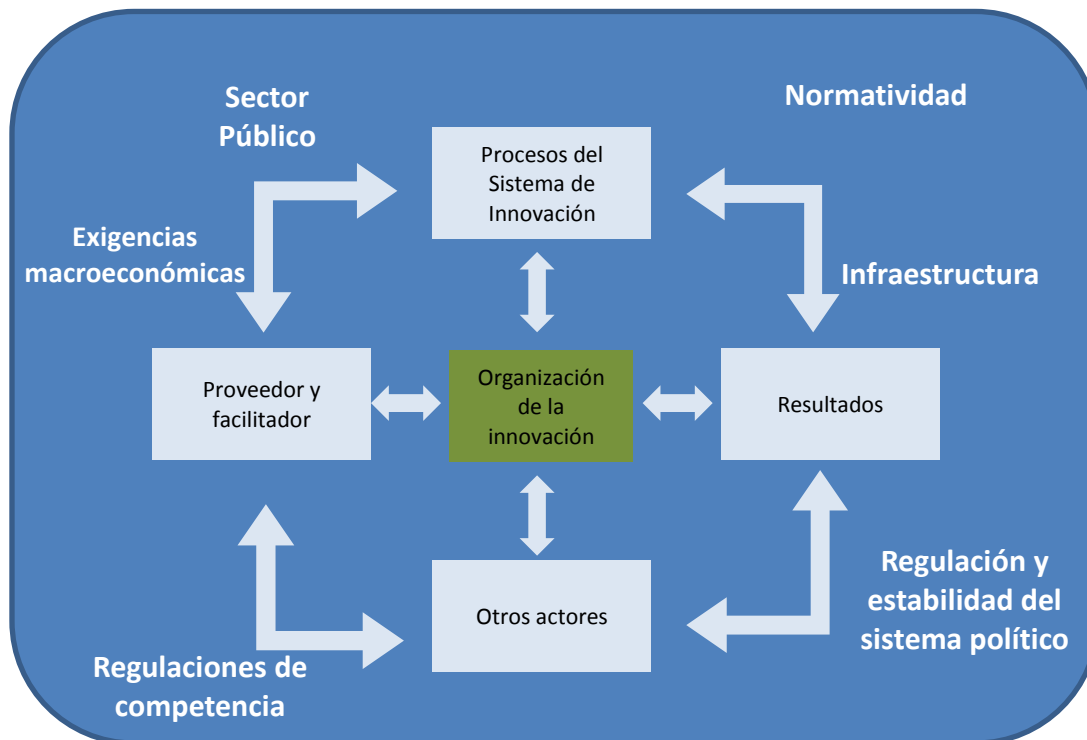 Sector
Público
Normatividad
Procesos del
Sistema de
Innovación
Exigencias
macroeconómicas
Infraestructura
Proveedor y
facilitador
Organización
de la
innovación
Resultados
Otros actores
Regulación y
estabilidad del
sistema político
Regulaciones de
competencia